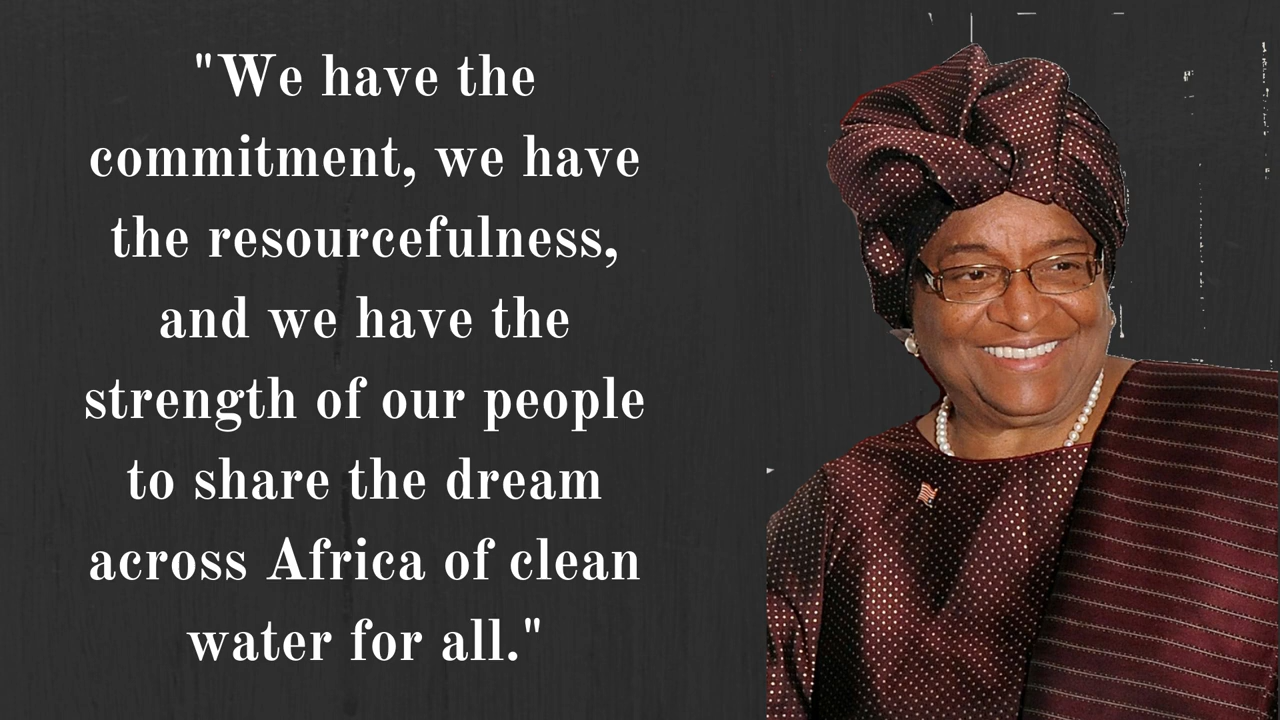 "We have the
commitment, we have
the resourcefulness,
and we have the
strength of our people
to share the dream
across Africa of clean
water for all."